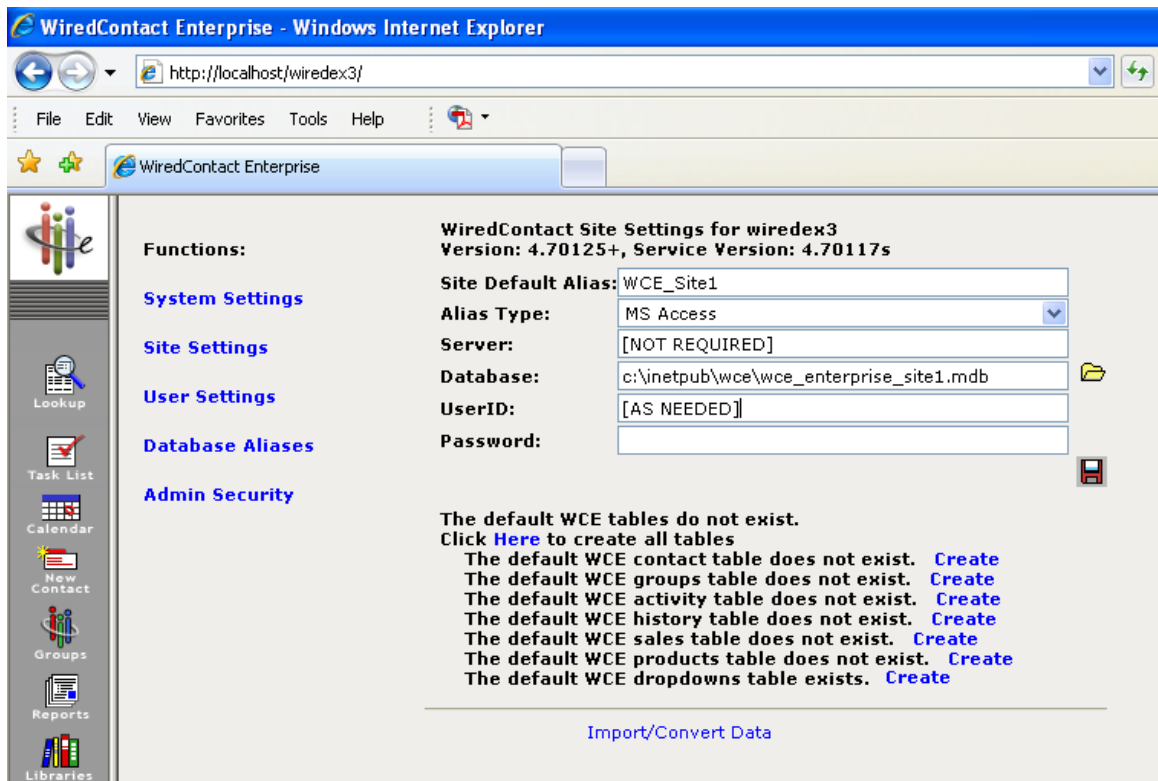 WiredContact Enterprise - Windows Internet Explorer
http://localhost/wiredex3/
File Edit View Favorites Tools Help
WiredContact Enterprise
e
Lookup
Task List
Calendar
New
Contact
Groups
Reports
Libraries
Functions:
System Settings
Site Settings
User Settings
Database Aliases
Admin Security
WiredContact Site Settings for wiredex3
Version: 4.70125+, Service Version: 4.70117s
Site Default Alias: WCE_Site1
Alias Type: MS Access
Server: [NOT REQUIRED]
Database: c:\inetpub\wce\wce_enterprise_site1.mdb
UserID: [AS NEEDED]
Password:
The default WCE tables do not exist.
Click Here to create all tables
The default WCE contact table does not exist. Create
The default WCE groups table does not exist. Create
The default WCE activity table does not exist. Create
The default WCE history table does not exist. Create
The default WCE sales table does not exist. Create
The default WCE products table does not exist. Create
The default WCE dropdowns table exists. Create
Import/Convert Data